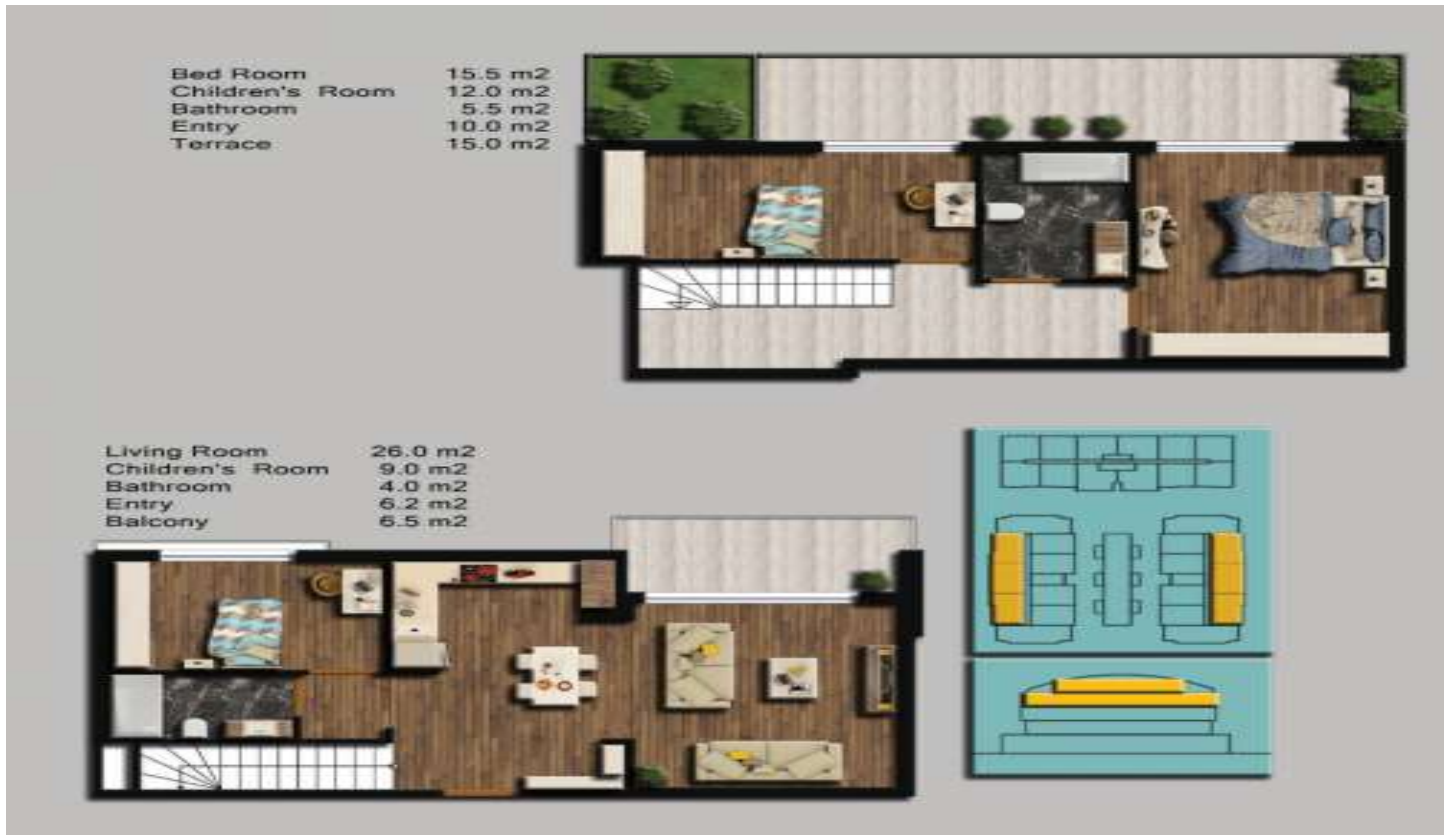 Bed Room 15.5 m2
Children's Room 12.0 m2
Bathroom 5.5 m2
Entry 10.0 m2
Terrace 15.0 m2
Living Room 26.0 m2
Children's Room 9.0 m2
Bathroom 4.0 m2
Entry 6.2 m2
Balcony 6.5 m2